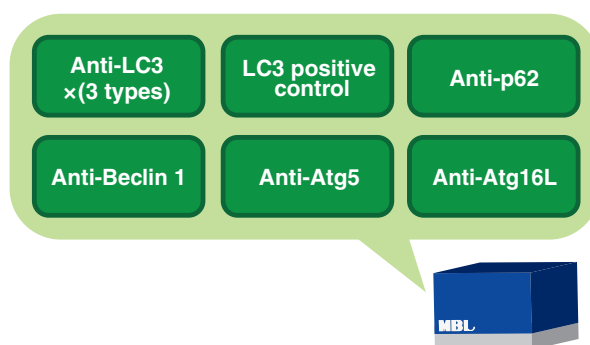 Anti-LC3
×(3 types)
LC3 positive
control
Anti-p62
Anti-Beclin 1
Anti-Atg5
Anti-Atg16L
MBL